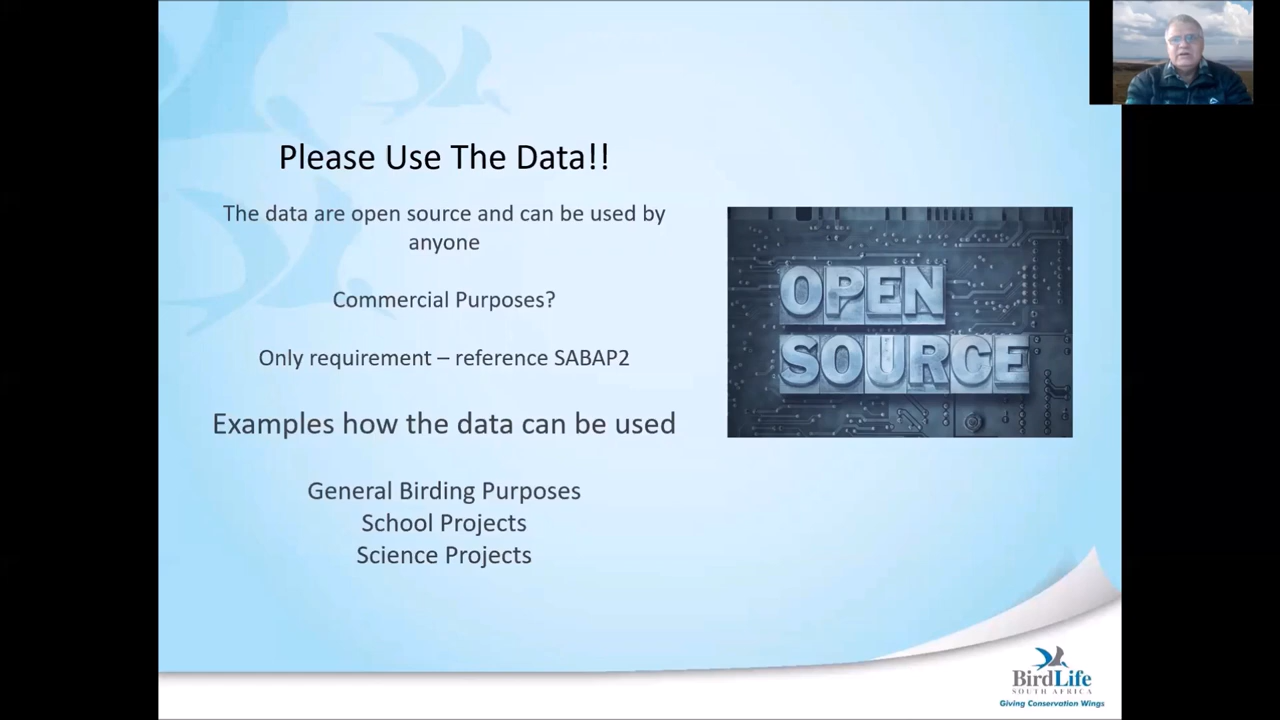 Please Use The Data!!
The data are open source and can be used by
anyone
Commercial Purposes?
Only requirement – reference SABAP2
Examples how the data can be used
General Birding Purposes
School Projects
Science Projects
OPEN
SOURCE
BirdLife
SOUTH AFRICA
Giving Conservation Wings